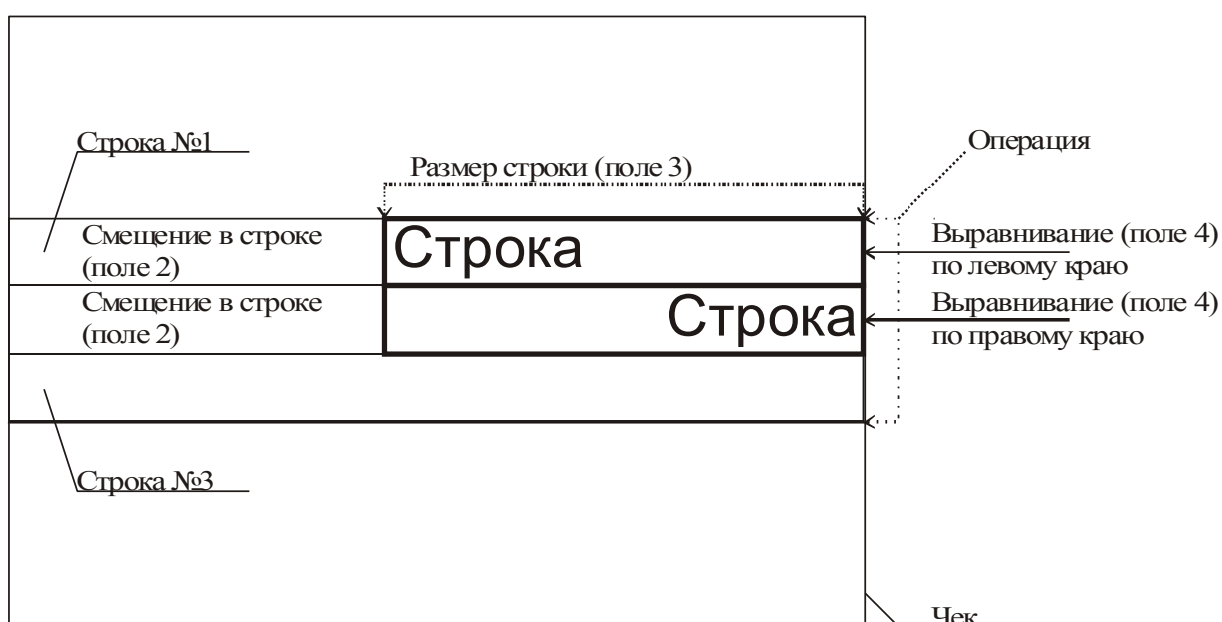 Строка №1
Операция
Размер строки (поле 3)
Смещение в строке
(поле 2)
Строка
Выравнивание (поле 4)
по левому краю
Смещение в строке
(поле 2)
Строка
Выравнивание (поле 4)
по правому краю
Строка №3
Чек